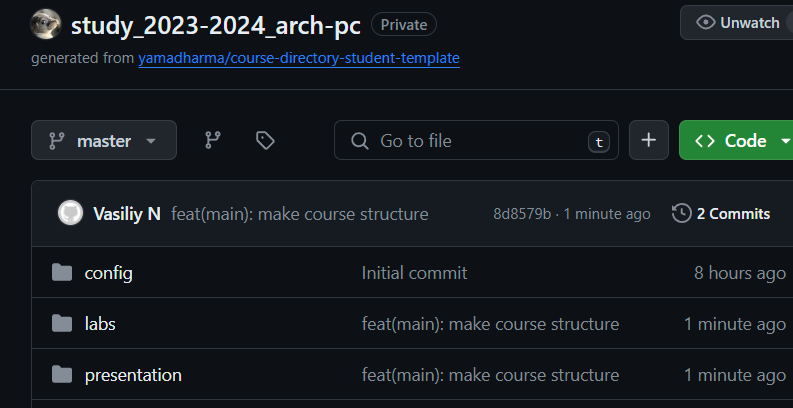 study_2023-2024_arch-pc Private Unwatch
generated from yamadharma/course-directory-student-template
master Go to file t + <> Code
Vasiliy N feat(main): make course structure 8d8579b · 1 minute ago 2 Commits
config Initial commit 8 hours ago
labs feat(main): make course structure 1 minute ago
presentation feat(main): make course structure 1 minute ago